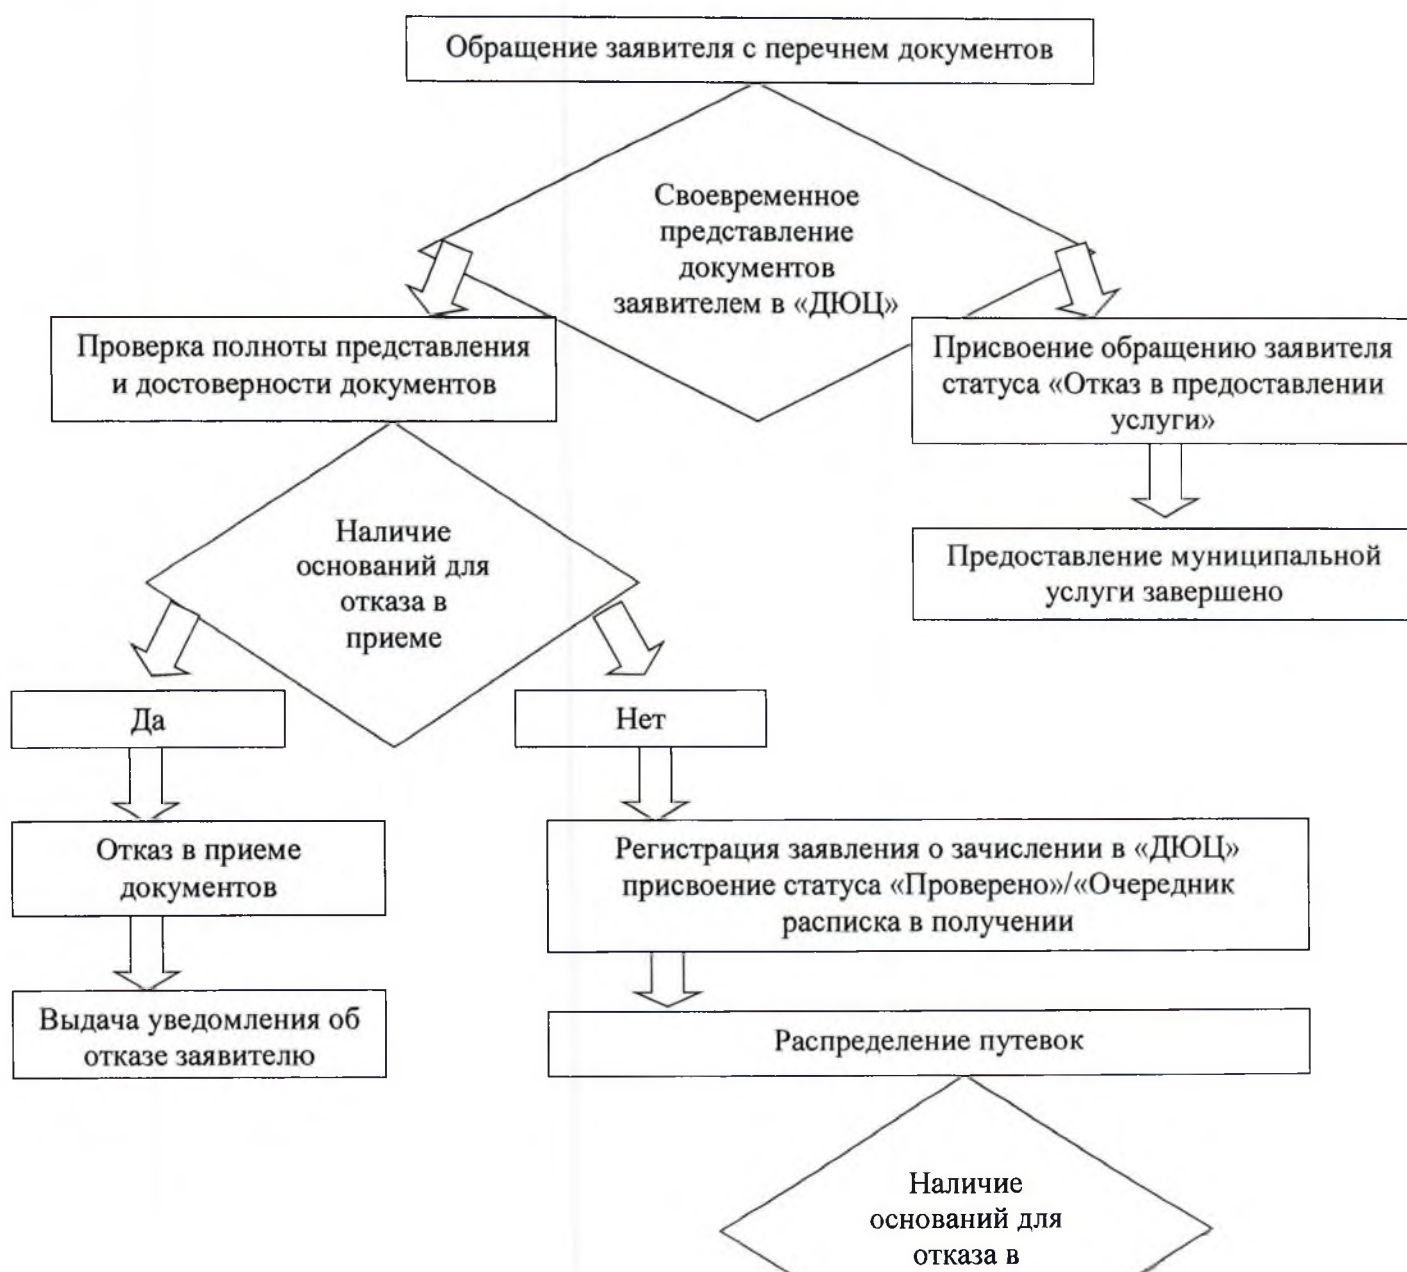 Обращение заявителя с перечнем документов
Своевременное
представление
документов
заявителем в «ДЮЦ»
Проверка полноты представления
и достоверности документов
Присвоение обращению заявителя
статуса «Отказ в предоставлении
услуги»
Предоставление муниципальной
услуги завершено
Наличие
оснований для
отказа в
приеме
Да
Нет
Отказ в приеме
документов
Регистрация заявления о зачислении в «ДЮЦ»
присвоение статуса «Проверено»/«Очередник
расписка в получении
Выдача уведомления об
отказе заявителю
Распределение путевок
Наличие
оснований для
отказа в